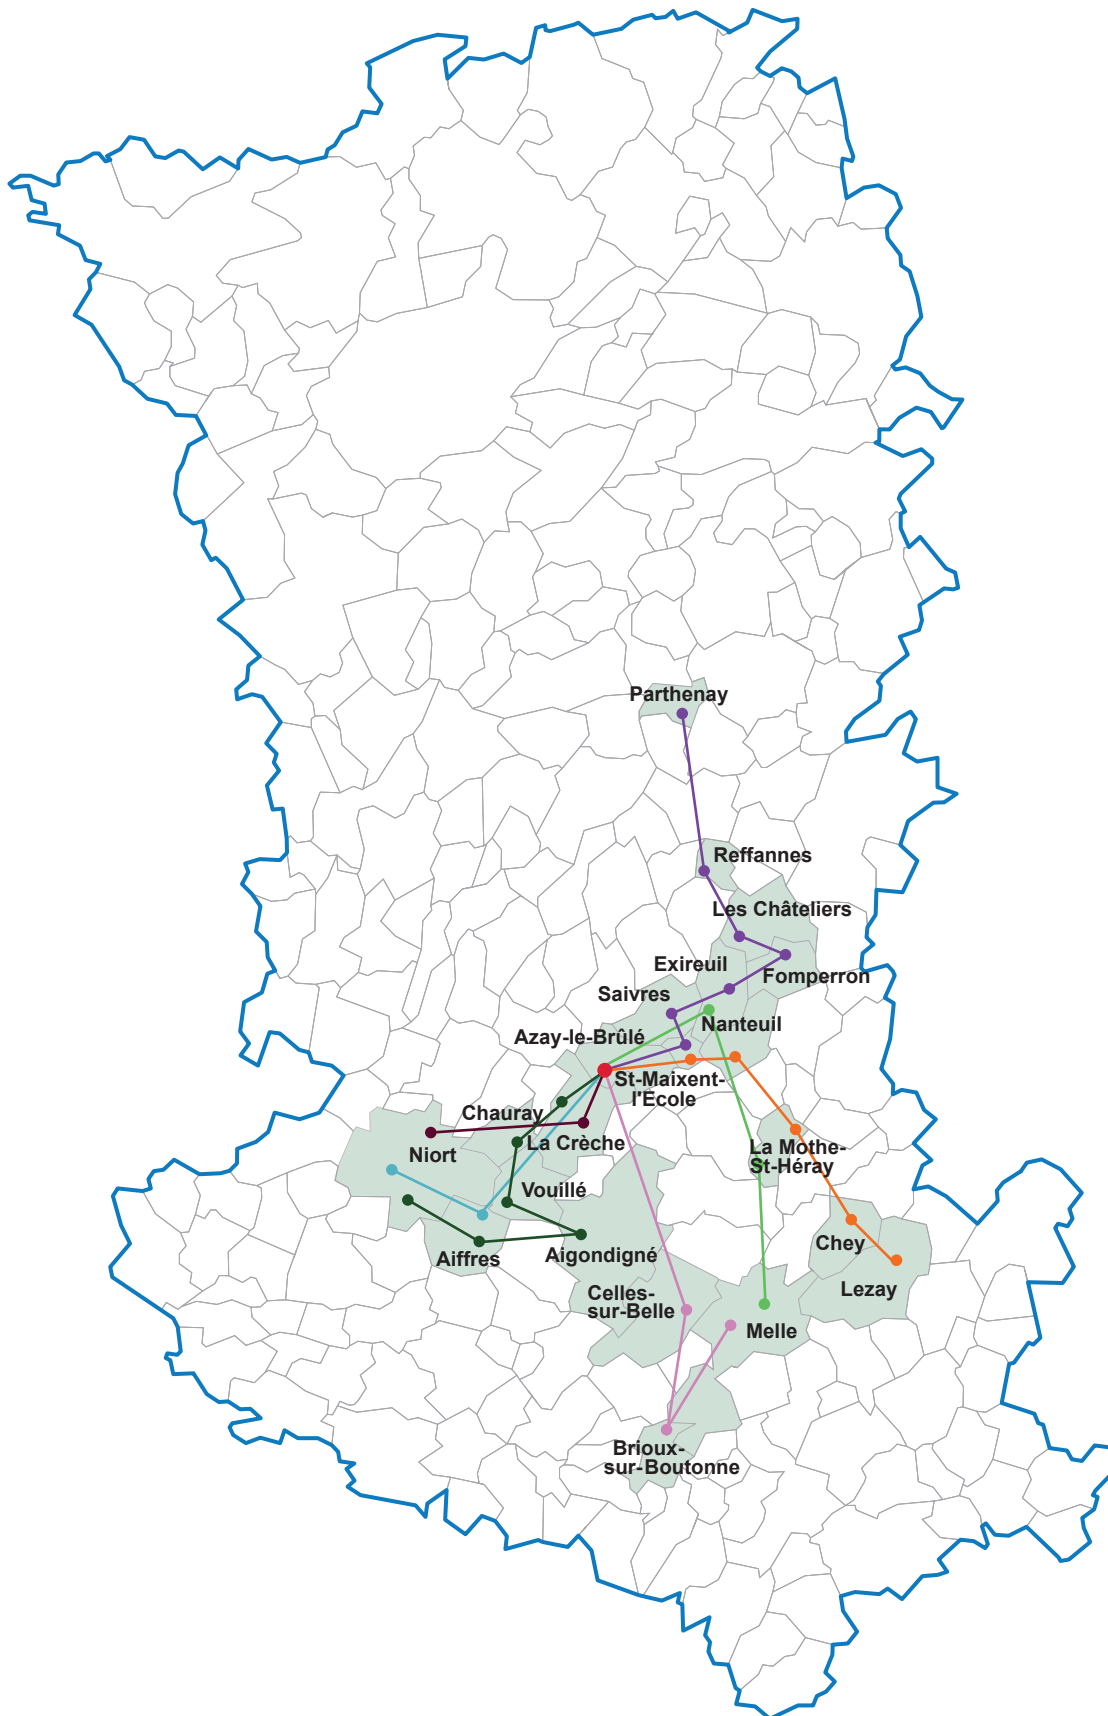 Parthenay
Reffannes
Les Châteliers
Exireuil
Fomperron
Saivres
Nanteuil
Azay-le-Brûlé
St-Maixent-
l'Ecole
Chauray
La Crèche
Niort
La Mothe-
St-Héray
Vouillé
Chey
Aiffres
Aigondigné
Lezay
Celles-
sur-Belle
Melle
Brioux-
sur-Boutonne